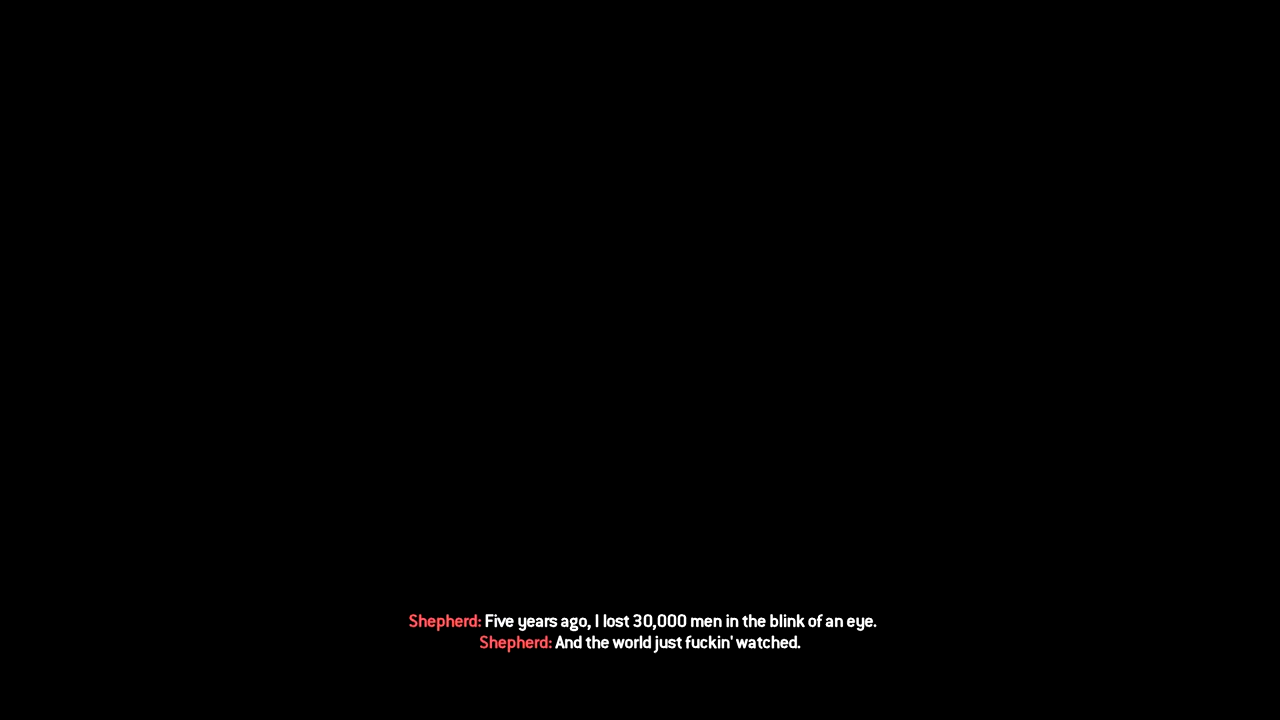 Shepherd: Five years ago, I lost 30,000 men in the blink of an eye.
Shepherd: And the world just fuckin' watched.